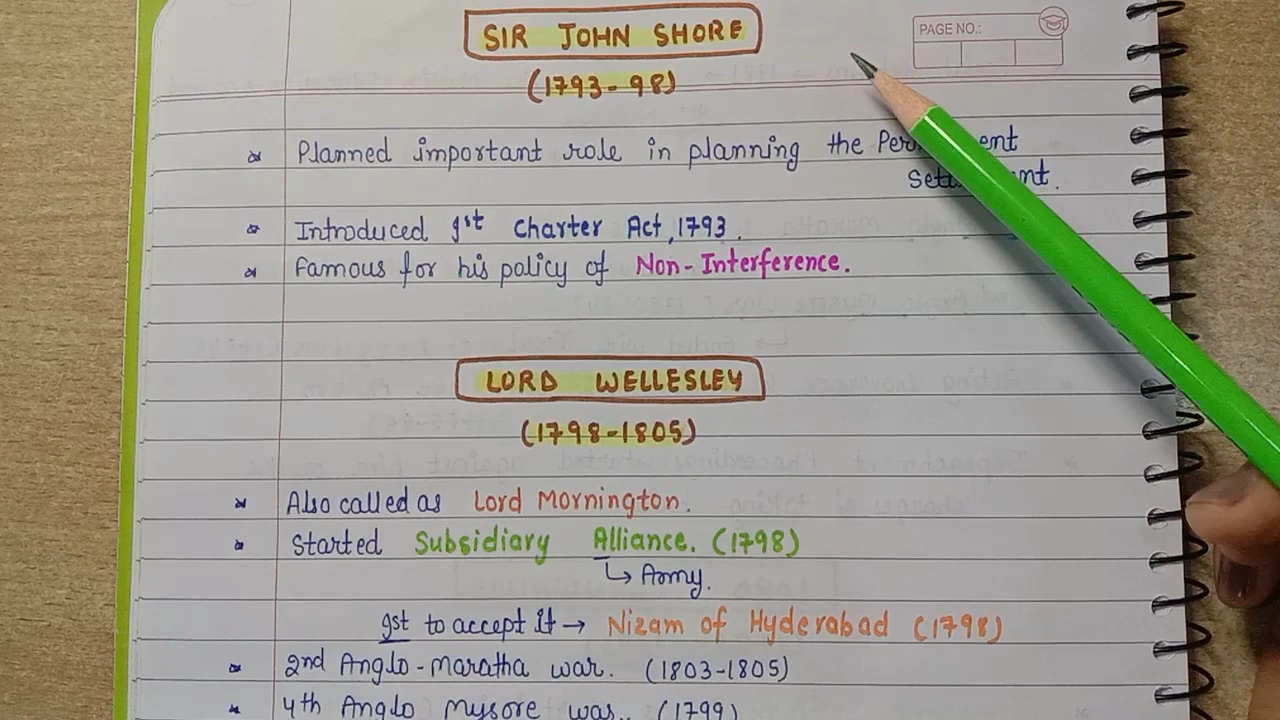 SIR JOHN SHORE
PAGE NO.:
(1793-98)
Planned important role in planning the
Introduced 1st Charter Act, 1793.
Famous for his policy of Non-Interference.
LORD WELLESLEY
(1798-1805)
Also called as Lord Mornington.
Started Subsidiary Alliance. (1798)
↳ Army.
1st to accept it → Nizam of Hyderabad (1798)
2nd Anglo-Maratha war. (1803-1805)
4th Anglo Mysore war. (1799)